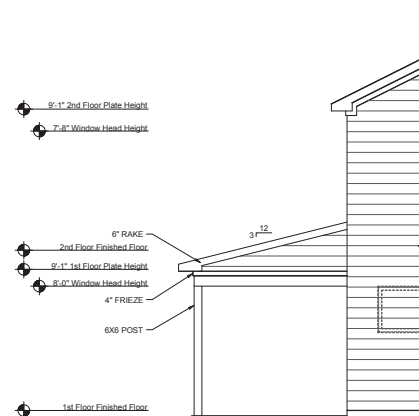 9'-1" 2nd Floor Plate Height
7'-8" Window Head Height
12
3
6" RAKE
2nd Floor Finished Floor
9'-1" 1st Floor Plate Height
8'-0" Window Head Height
4" FRIEZE
6X6 POST
1st Floor Finished Floor